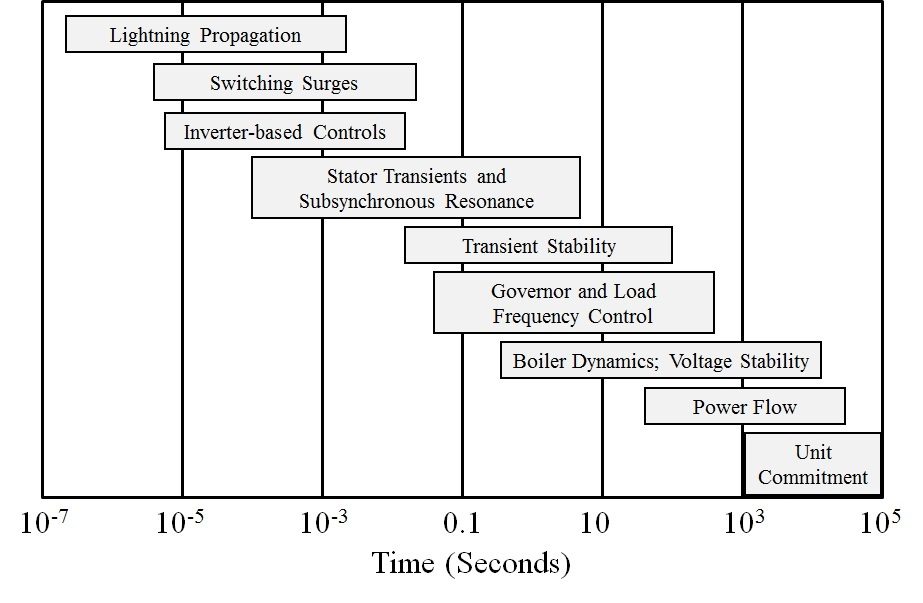 Lightning Propagation
Switching Surges
Inverter-based Controls
Stator Transients and
Subsynchronous Resonance
Transient Stability
Governor and Load
Frequency Control
Boiler Dynamics; Voltage Stability
Power Flow
Unit
Commitment
10⁻⁷ 10⁻⁵ 10⁻³ 0.1 10 10³ 10⁵
Time (Seconds)